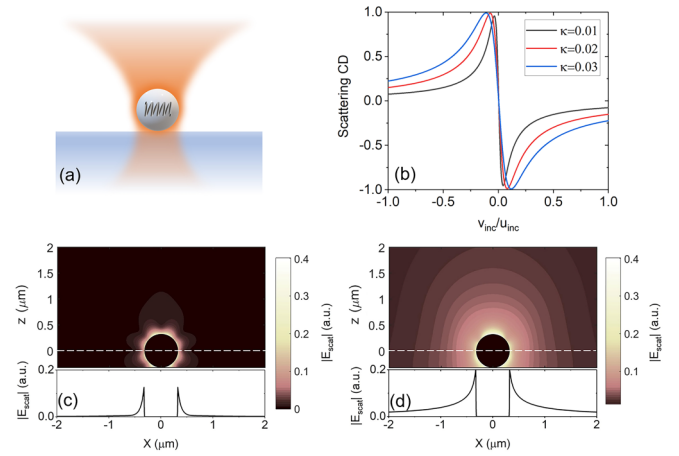 (a)
1.0
0.5
0.0
-0.5
-1.0
Scattering CD
κ=0.01
κ=0.02
κ=0.03
(b)
-1.0 -0.5 0.0 0.5 1.0
v_inc/u_inc
2
1.5
1
0.5
0
z (μm)
0.4
0.3
0.2
0.1
0
|E_scat| (a.u.)
0.2
0.0
|E_scat| (a.u.)
(c)
-2 -1 0 1 2
X (μm)
2
1.5
1
0.5
0
z (μm)
0.4
0.3
0.2
0.1
|E_scat| (a.u.)
0.2
0.0
|E_scat| (a.u.)
(d)
-2 -1 0 1 2
X (μm)